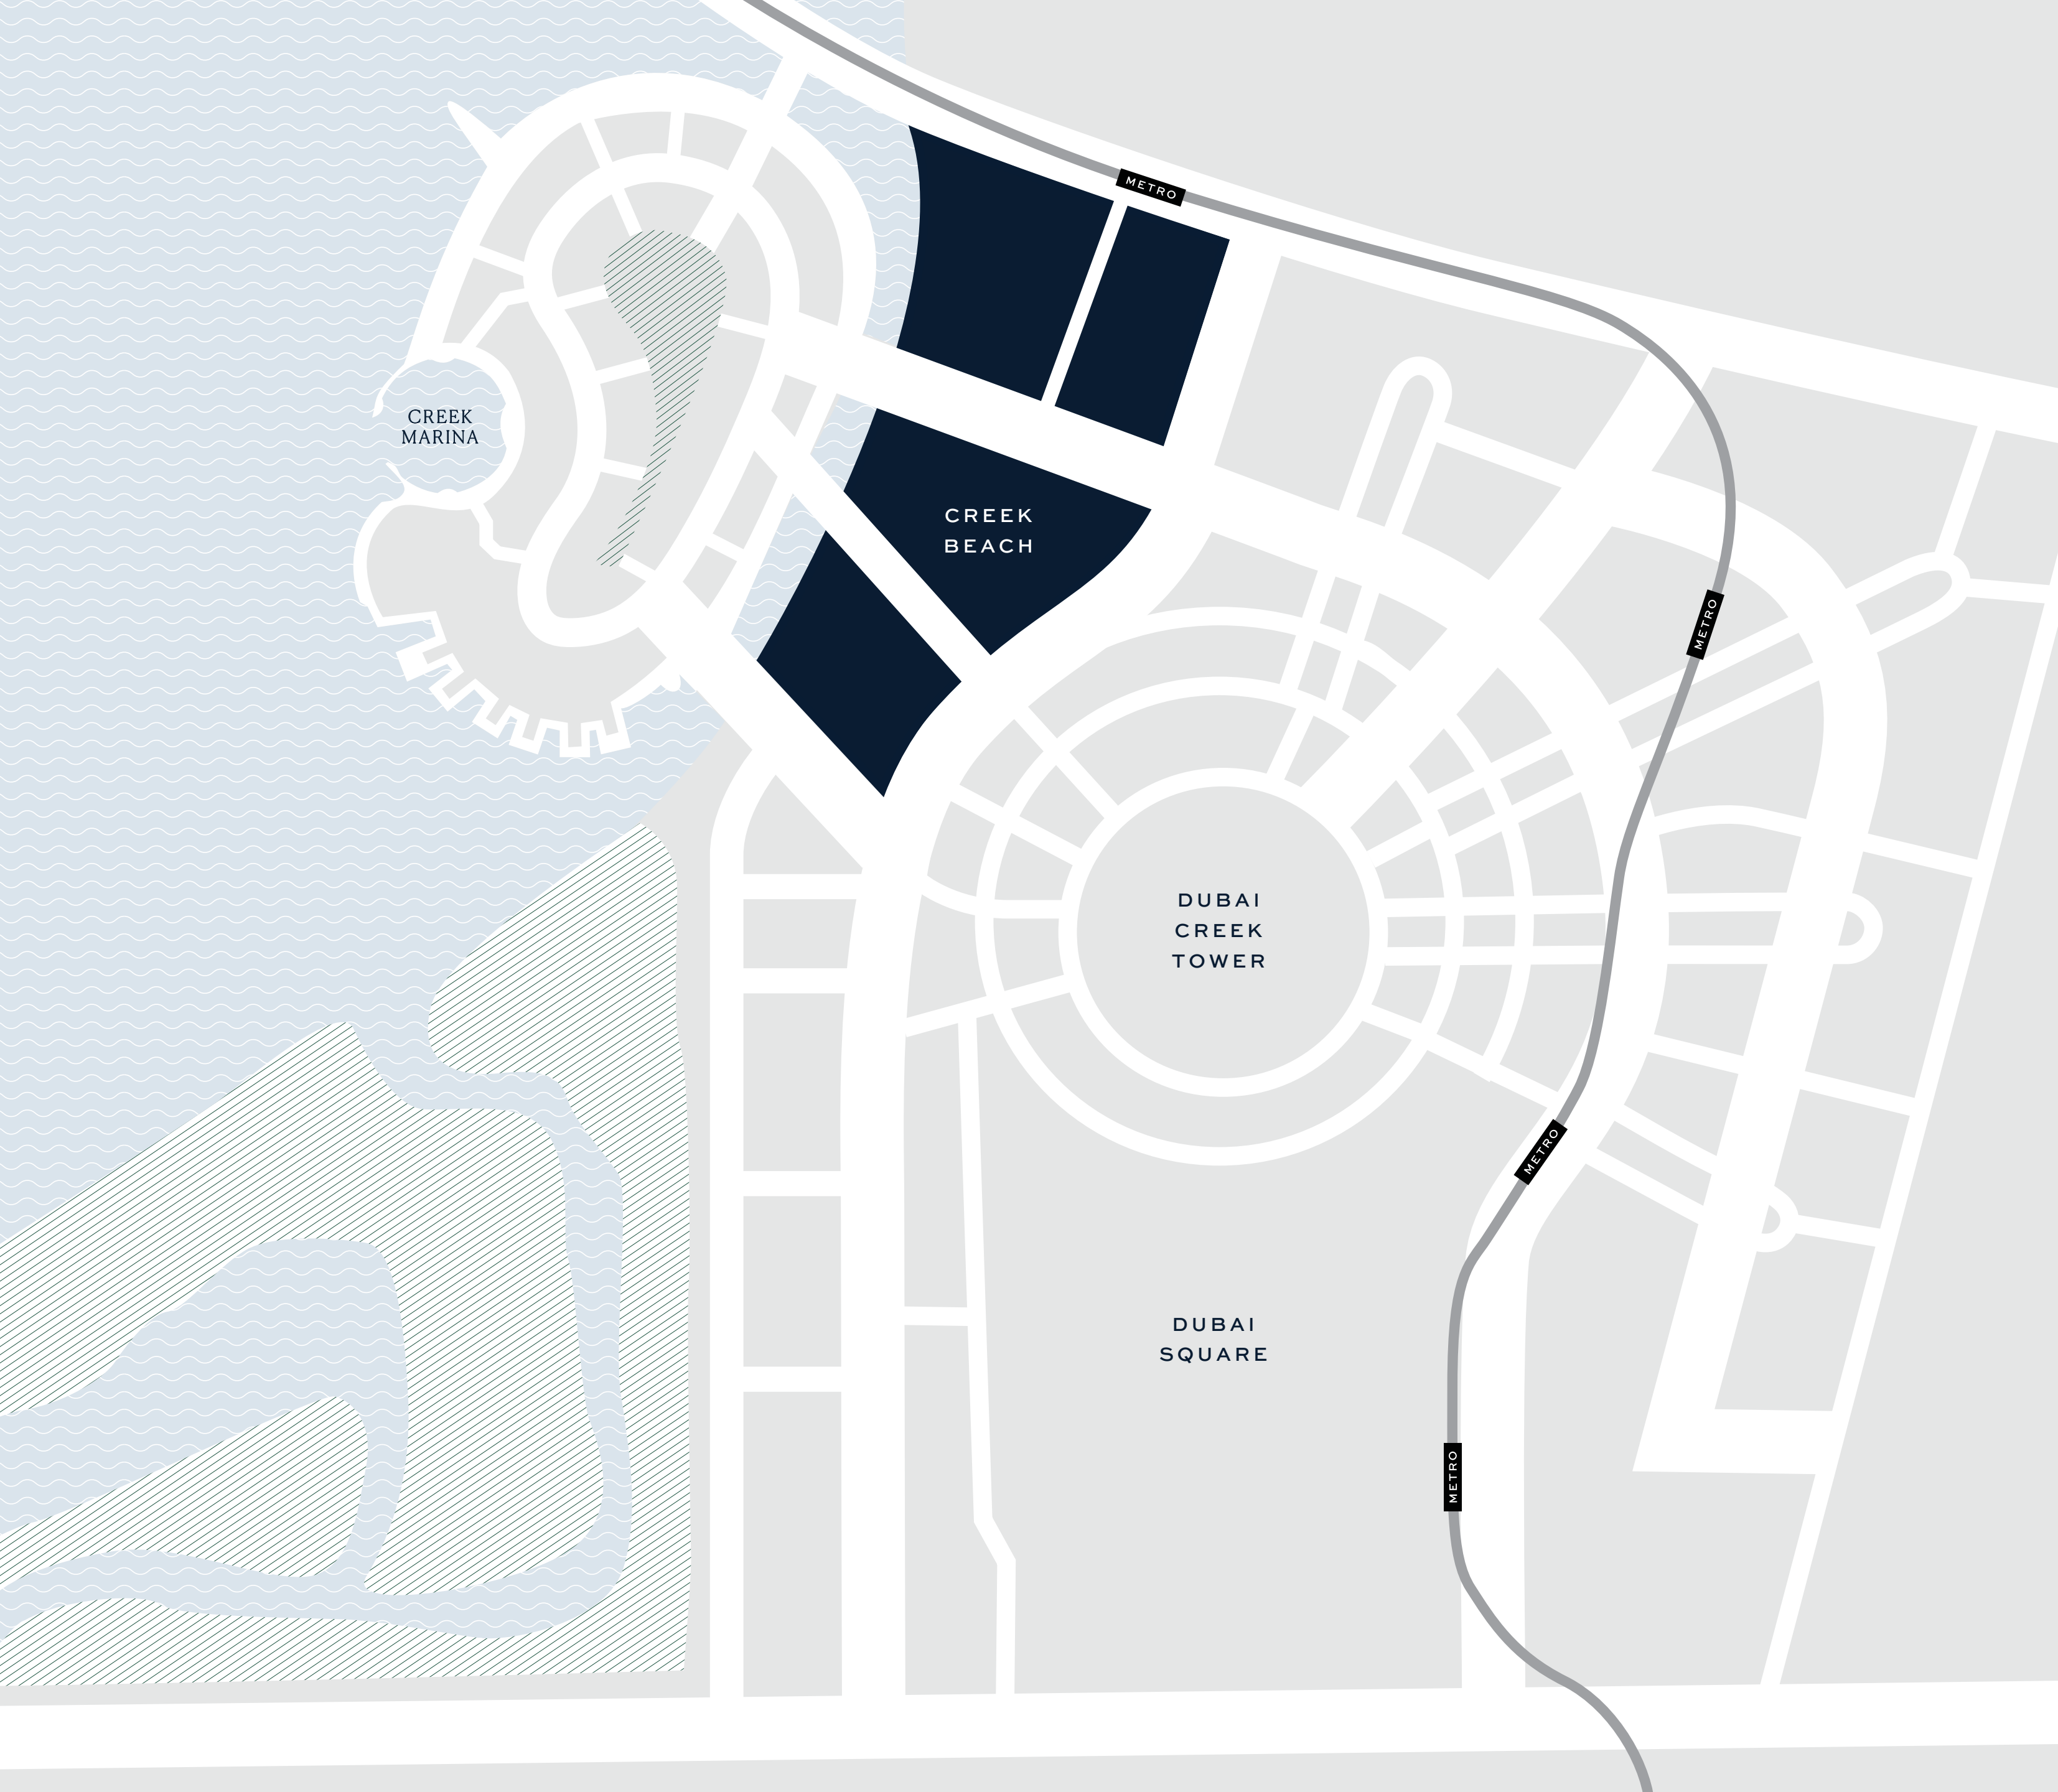 METRO
CREEK
MARINA
CREEK
BEACH
METRO
DUBAI
CREEK
TOWER
METRO
DUBAI
SQUARE
METRO